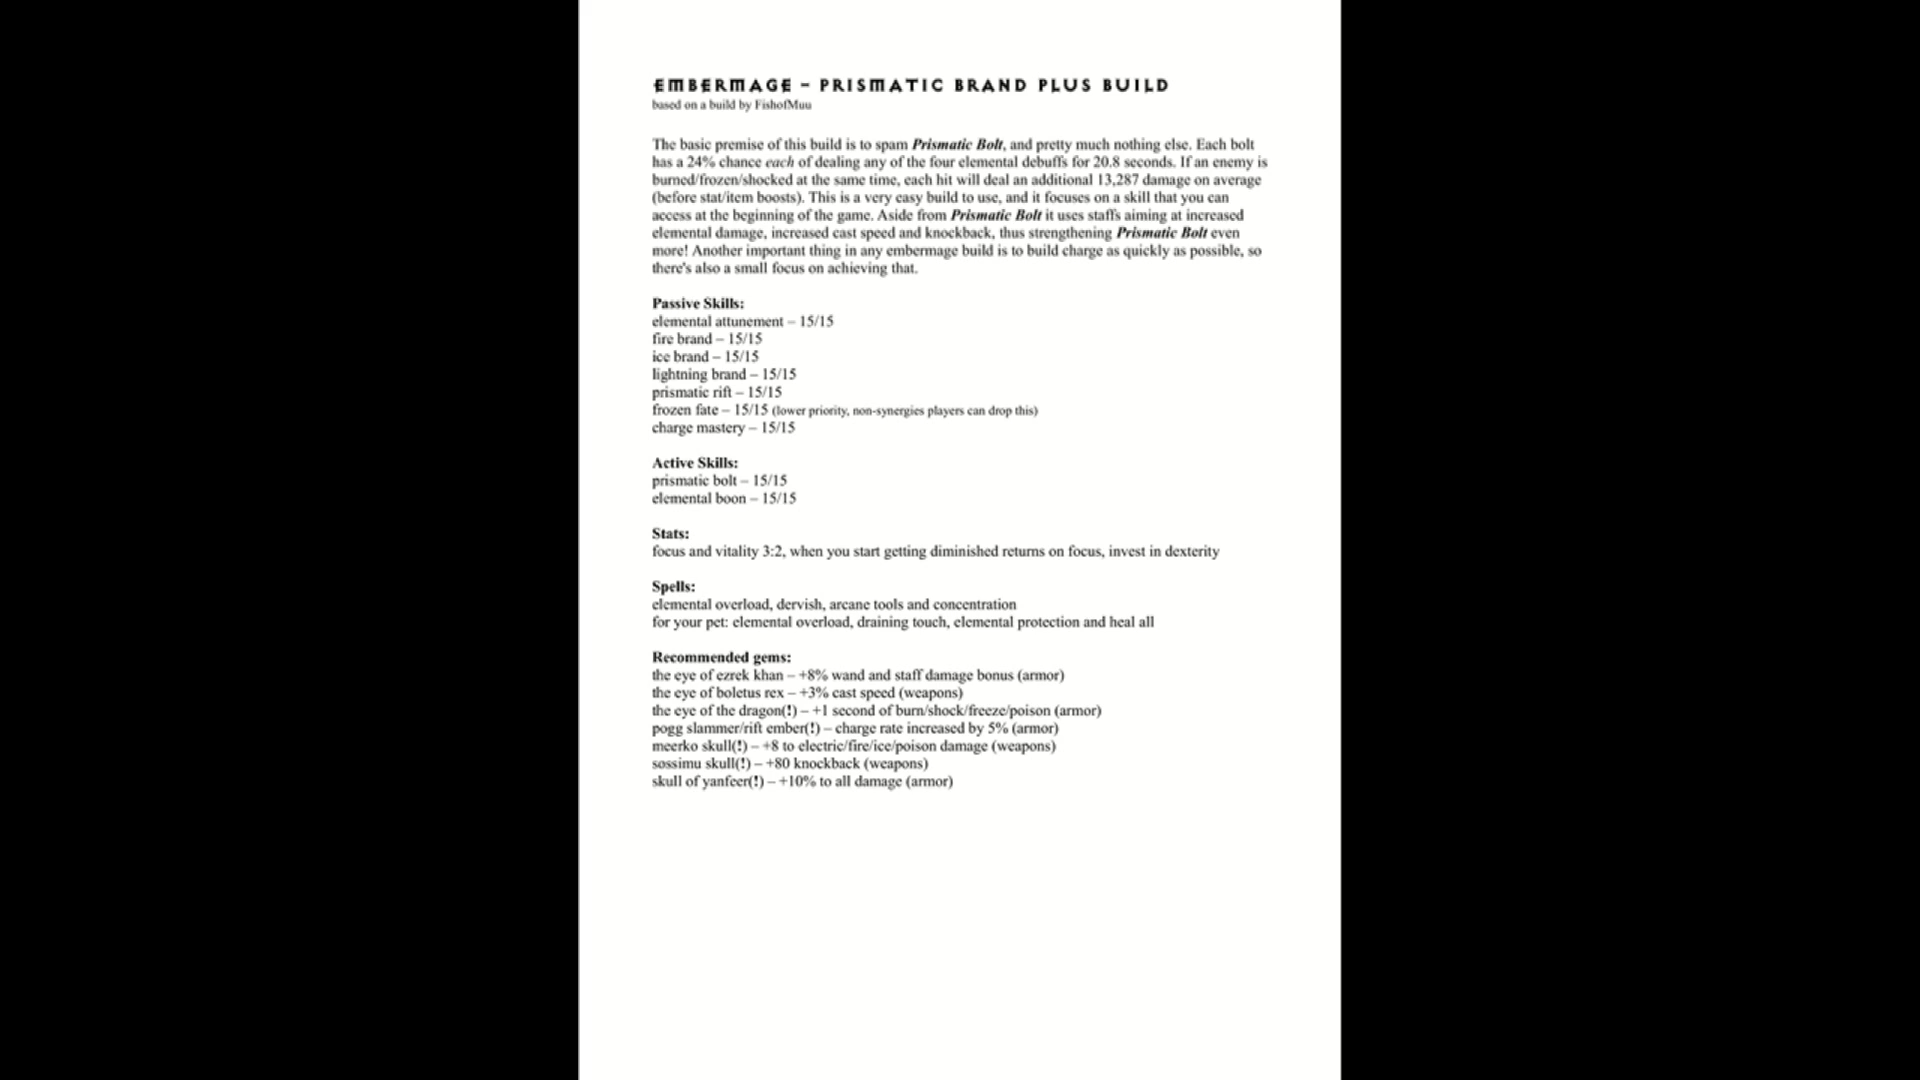 EMBERMAGE – PRISMATIC BRAND PLUS BUILD
based on a build by FishofMuu
The basic premise of this build is to spam Prismatic Bolt, and pretty much nothing else. Each bolt
has a 24% chance each of dealing any of the four elemental debuffs for 20.8 seconds. If an enemy is
burned/frozen/shocked at the same time, each hit will deal an additional 13,287 damage on average
(before stat/item boosts). This is a very easy build to use, and it focuses on a skill that you can
access at the beginning of the game. Aside from Prismatic Bolt it uses staffs aiming at increased
elemental damage, increased cast speed and knockback, thus strengthening Prismatic Bolt even
more! Another important thing in any embermage build is to build charge as quickly as possible, so
there's also a small focus on achieving that.
Passive Skills:
elemental attunement – 15/15
fire brand – 15/15
ice brand – 15/15
lightning brand – 15/15
prismatic rift – 15/15
frozen fate – 15/15 (lower priority, non-synergies players can drop this)
charge mastery – 15/15
Active Skills:
prismatic bolt – 15/15
elemental boon – 15/15
Stats:
focus and vitality 3:2, when you start getting diminished returns on focus, invest in dexterity
Spells:
elemental overload, dervish, arcane tools and concentration
for your pet: elemental overload, draining touch, elemental protection and heal all
Recommended gems:
the eye of ezrek khan – +8% wand and staff damage bonus (armor)
the eye of boletus rex – +3% cast speed (weapons)
the eye of the dragon(!) – +1 second of burn/shock/freeze/poison (armor)
pogg slammer/rift ember(!) – charge rate increased by 5% (armor)
meerko skull(!) – +8 to electric/fire/ice/poison damage (weapons)
sossimu skull(!) – +80 knockback (weapons)
skull of yanfeer(!) – +10% to all damage (armor)